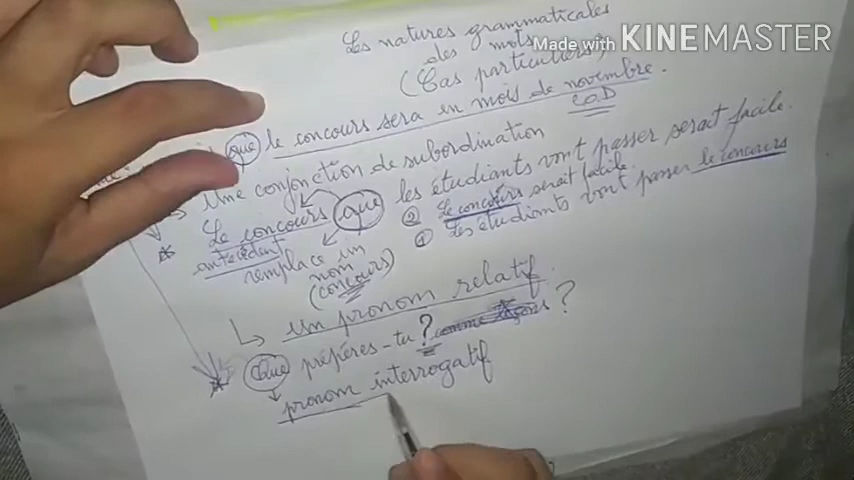 Les natures grammaticales
des mots
(Cas particuliers)
Made with KINEMASTER
que le concours sera en mois de novembre.
COD
Une conjonction de subordination
Le concours que les étudiants vont passer serait facile.
antécédent
remplace un
nom
(concours)
② Le concours serait facile.
① Les étudiants vont passer le concours
un pronom relatif
Que préfères-tu ? ?
pronom interrogatif